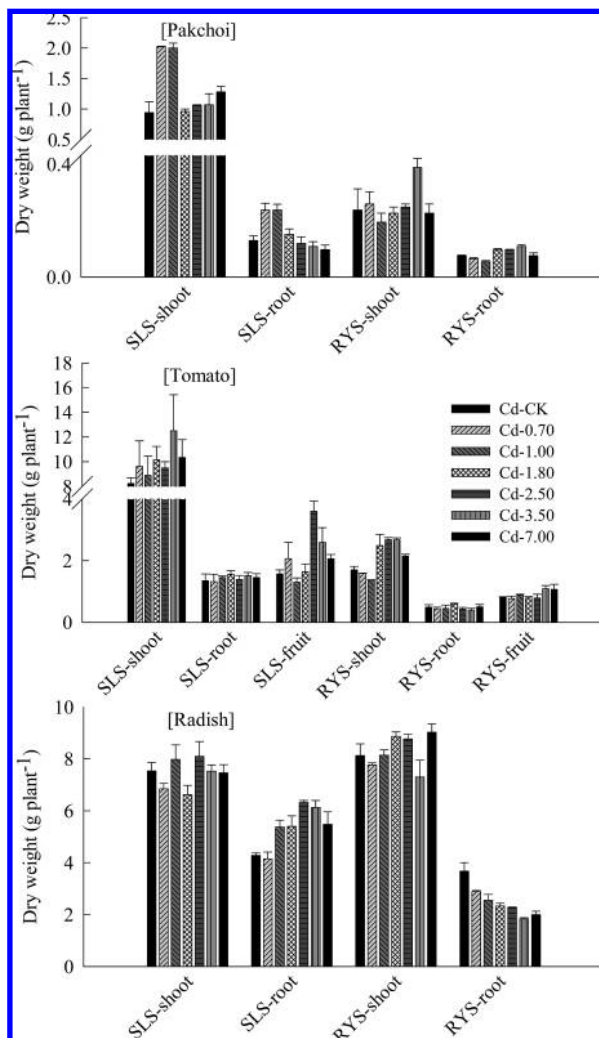 [Pakchoi]
2.5
2.0
1.5
1.0
0.5
0.4
0.0
Dry weight (g plant⁻¹)
SLS-shoot
SLS-root
RYS-shoot
RYS-root
[Tomato]
18
16
14
12
10
8
4
2
0
Dry weight (g plant⁻¹)
Cd-CK
Cd-0.70
Cd-1.00
Cd-1.80
Cd-2.50
Cd-3.50
Cd-7.00
SLS-shoot
SLS-root
SLS-fruit
RYS-shoot
RYS-root
RYS-fruit
[Radish]
10
8
6
4
2
0
Dry weight (g plant⁻¹)
SLS-shoot
SLS-root
RYS-shoot
RYS-root